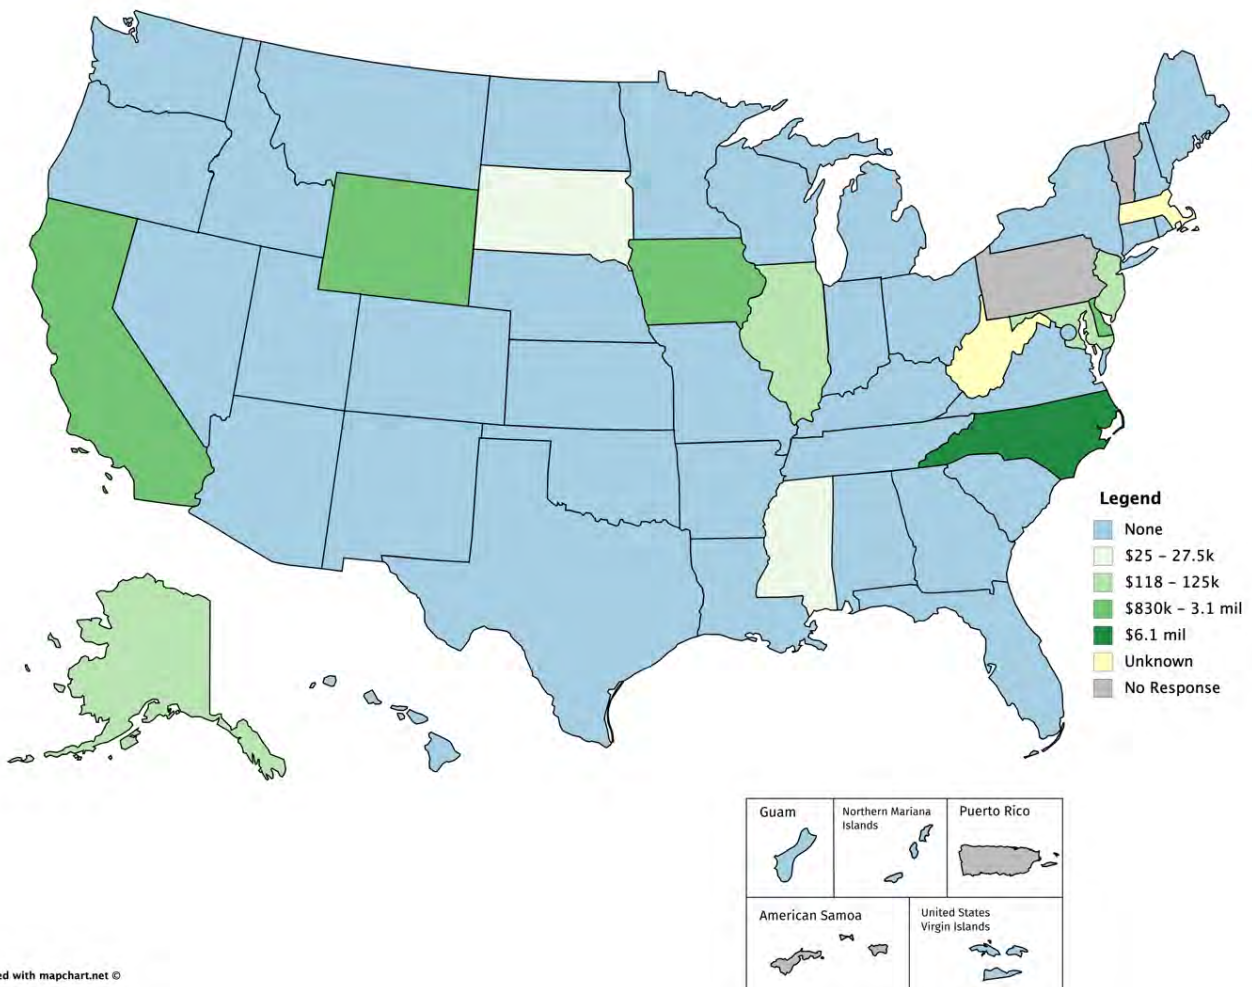 Legend
None
$25 – 27.5k
$118 – 125k
$830k – 3.1 mil
$6.1 mil
Unknown
No Response
Guam
Northern Mariana
Islands
Puerto Rico
American Samoa
United States
Virgin Islands
ed with mapchart.net ©